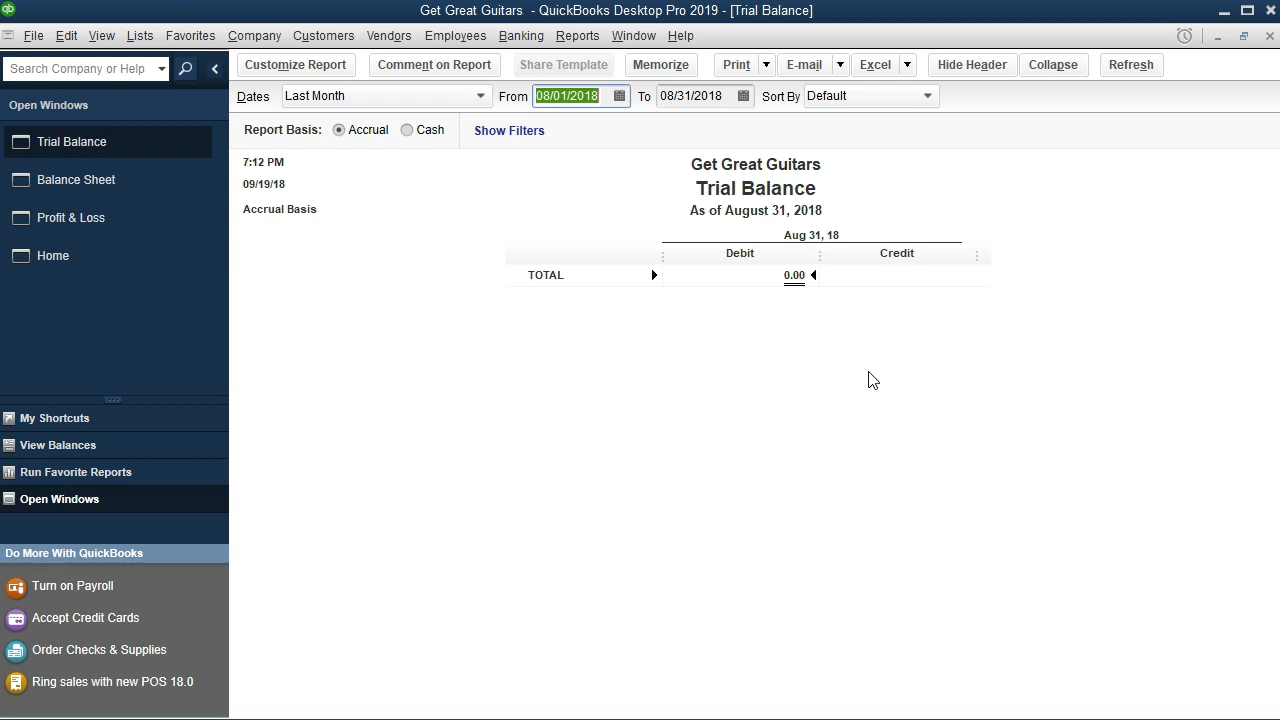 qb
Get Great Guitars - QuickBooks Desktop Pro 2019 - [Trial Balance]
File Edit View Lists Favorites Company Customers Vendors Employees Banking Reports Window Help
Search Company or Help
Customize Report Comment on Report Share Template Memorize Print E-mail Excel Hide Header Collapse Refresh
Open Windows
Dates Last Month From 08/01/2018 To 08/31/2018 Sort By Default
Report Basis: Accrual Cash Show Filters
Trial Balance
Balance Sheet
Profit & Loss
Home
7:12 PM
09/19/18
Accrual Basis
Get Great Guitars
Trial Balance
As of August 31, 2018
Aug 31, 18
Debit Credit
TOTAL 0.00
My Shortcuts
View Balances
Run Favorite Reports
Open Windows
Do More With QuickBooks
Turn on Payroll
Accept Credit Cards
Order Checks & Supplies
Ring sales with new POS 18.0